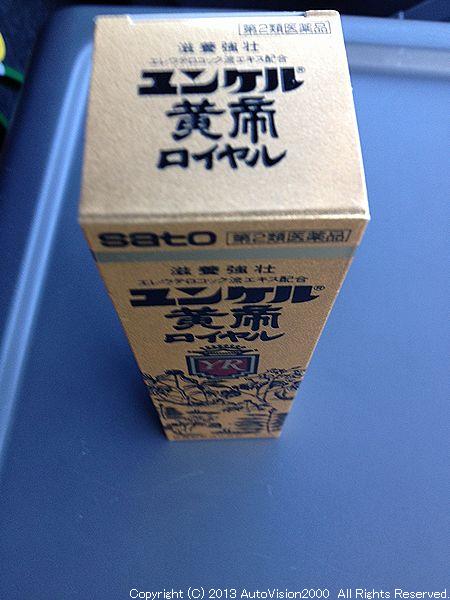 第2類医薬品
滋養強壮
エレウテロコック流エキス配合
ユンケル®
黄帝
ロイヤル
sato 第2類医薬品
滋養強壮
エレウテロコック流エキス配合
ユンケル®
黄帝
ロイヤル
YR
Copyright (C) 2013 AutoVision2000 All Rights Reserved.